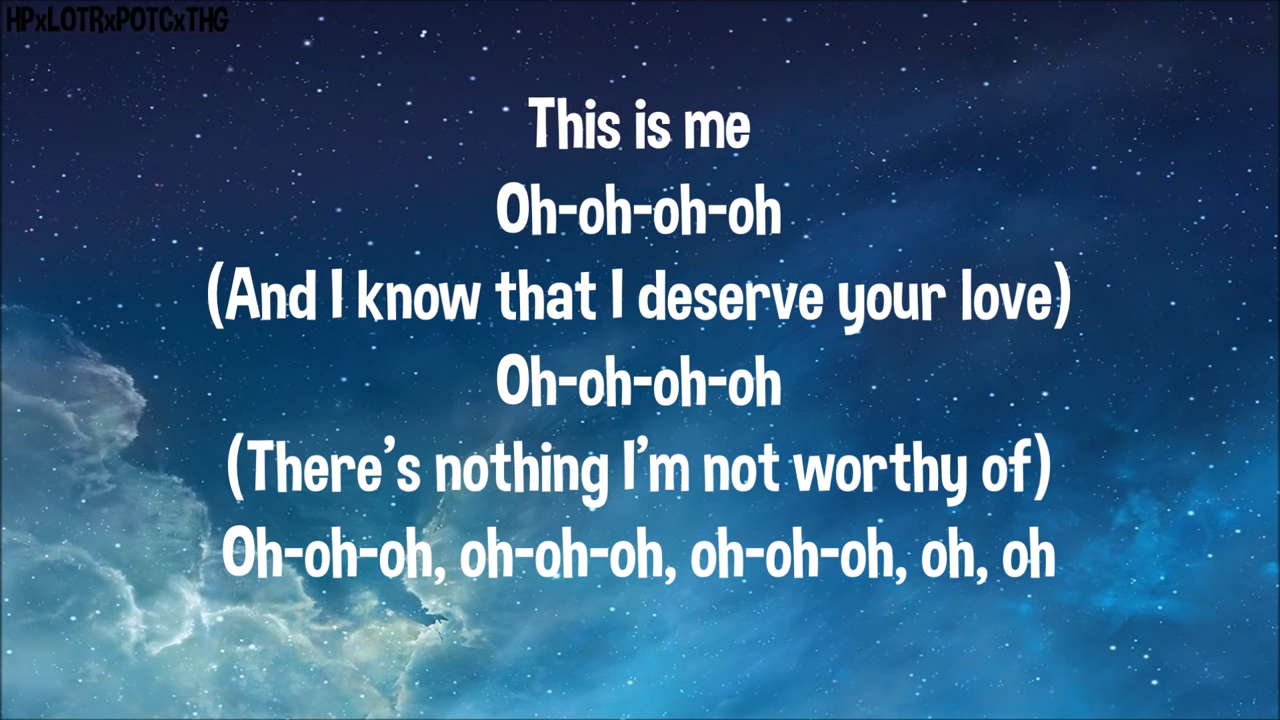 HPxLOTRxPOTCxTHG
This is me
Oh-oh-oh-oh
(And I know that I deserve your love)
Oh-oh-oh-oh
(There’s nothing I’m not worthy of)
Oh-oh-oh, oh-oh-oh, oh-oh-oh, oh, oh